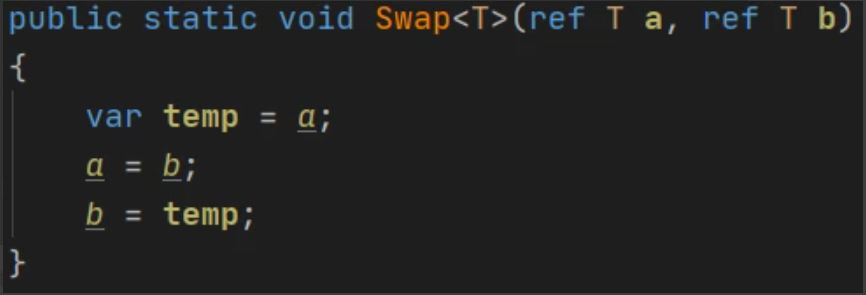 public static void Swap<T>(ref T a, ref T b)
{
    var temp = a;
    a = b;
    b = temp;
}